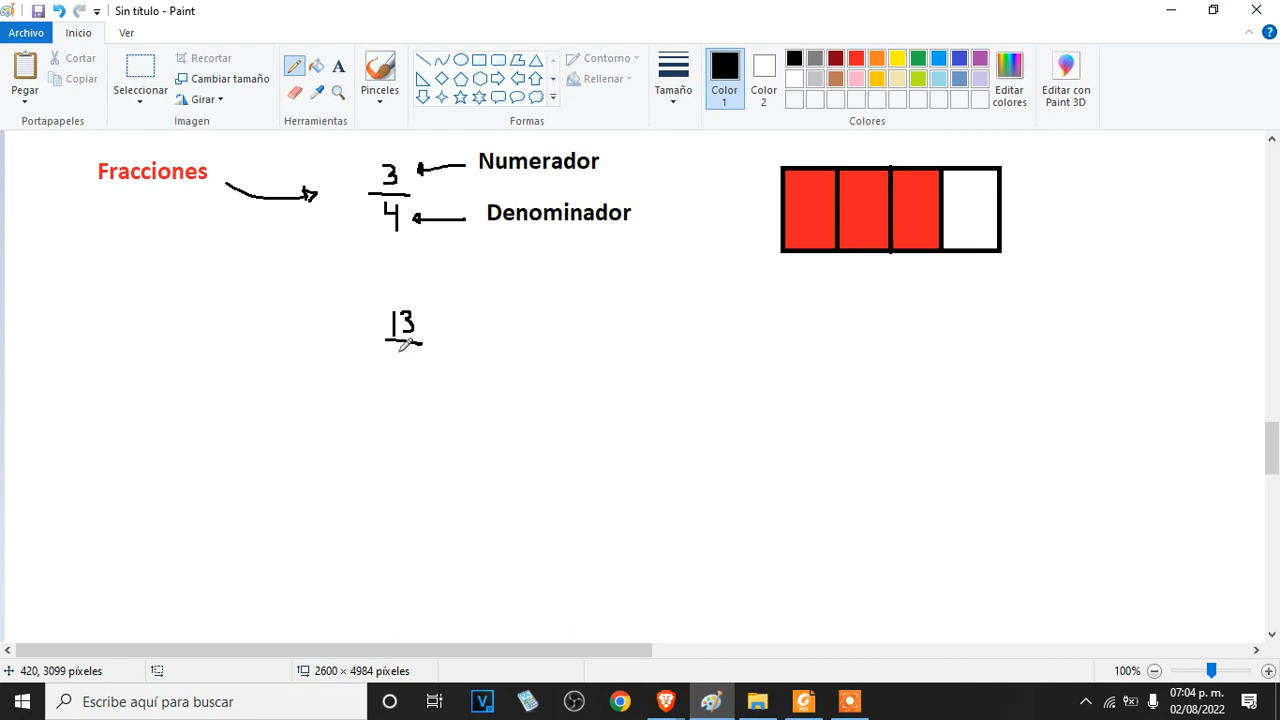 Sin título - Paint
Archivo Inicio Ver
Pegar
Cortar
Copiar
Portapapeles
Seleccionar
Recortar
Cambiar tamaño
Girar
Imagen
A
Herramientas
Pinceles
Contorno
Rellenar
Formas
Tamaño
Color
1
Color
2
Colores
Editar
colores
Editar con
Paint 3D
Fracciones
3
4
Numerador
Denominador
13
420, 3099 píxeles
2600 × 4984 píxeles
100%
Escribe aquí para buscar
07:04 p. m.
02/08/2022